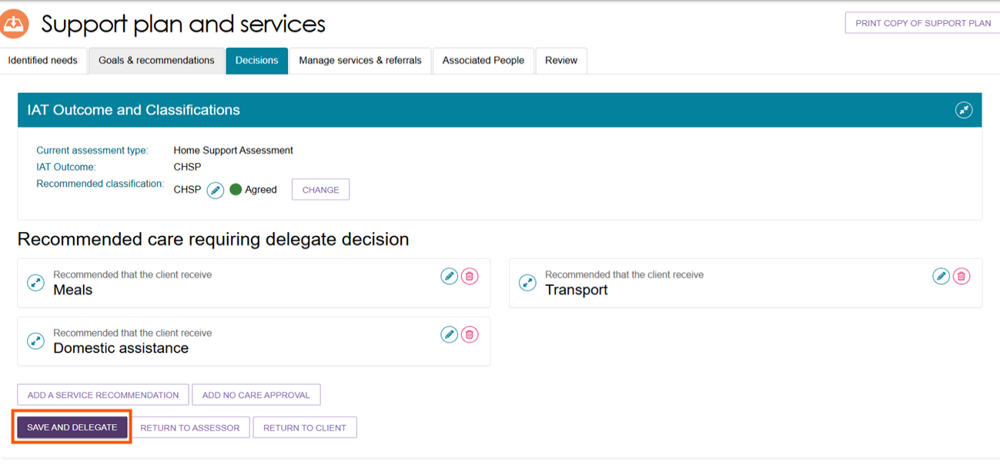 Support plan and services
PRINT COPY OF SUPPORT PLAN
Identified needs
Goals & recommendations
Decisions
Manage services & referrals
Associated People
Review
IAT Outcome and Classifications
Current assessment type: Home Support Assessment
IAT Outcome: CHSP
Recommended classification: CHSP Agreed CHANGE
Recommended care requiring delegate decision
Recommended that the client receive
Meals
Recommended that the client receive
Transport
Recommended that the client receive
Domestic assistance
ADD A SERVICE RECOMMENDATION
ADD NO CARE APPROVAL
SAVE AND DELEGATE
RETURN TO ASSESSOR
RETURN TO CLIENT